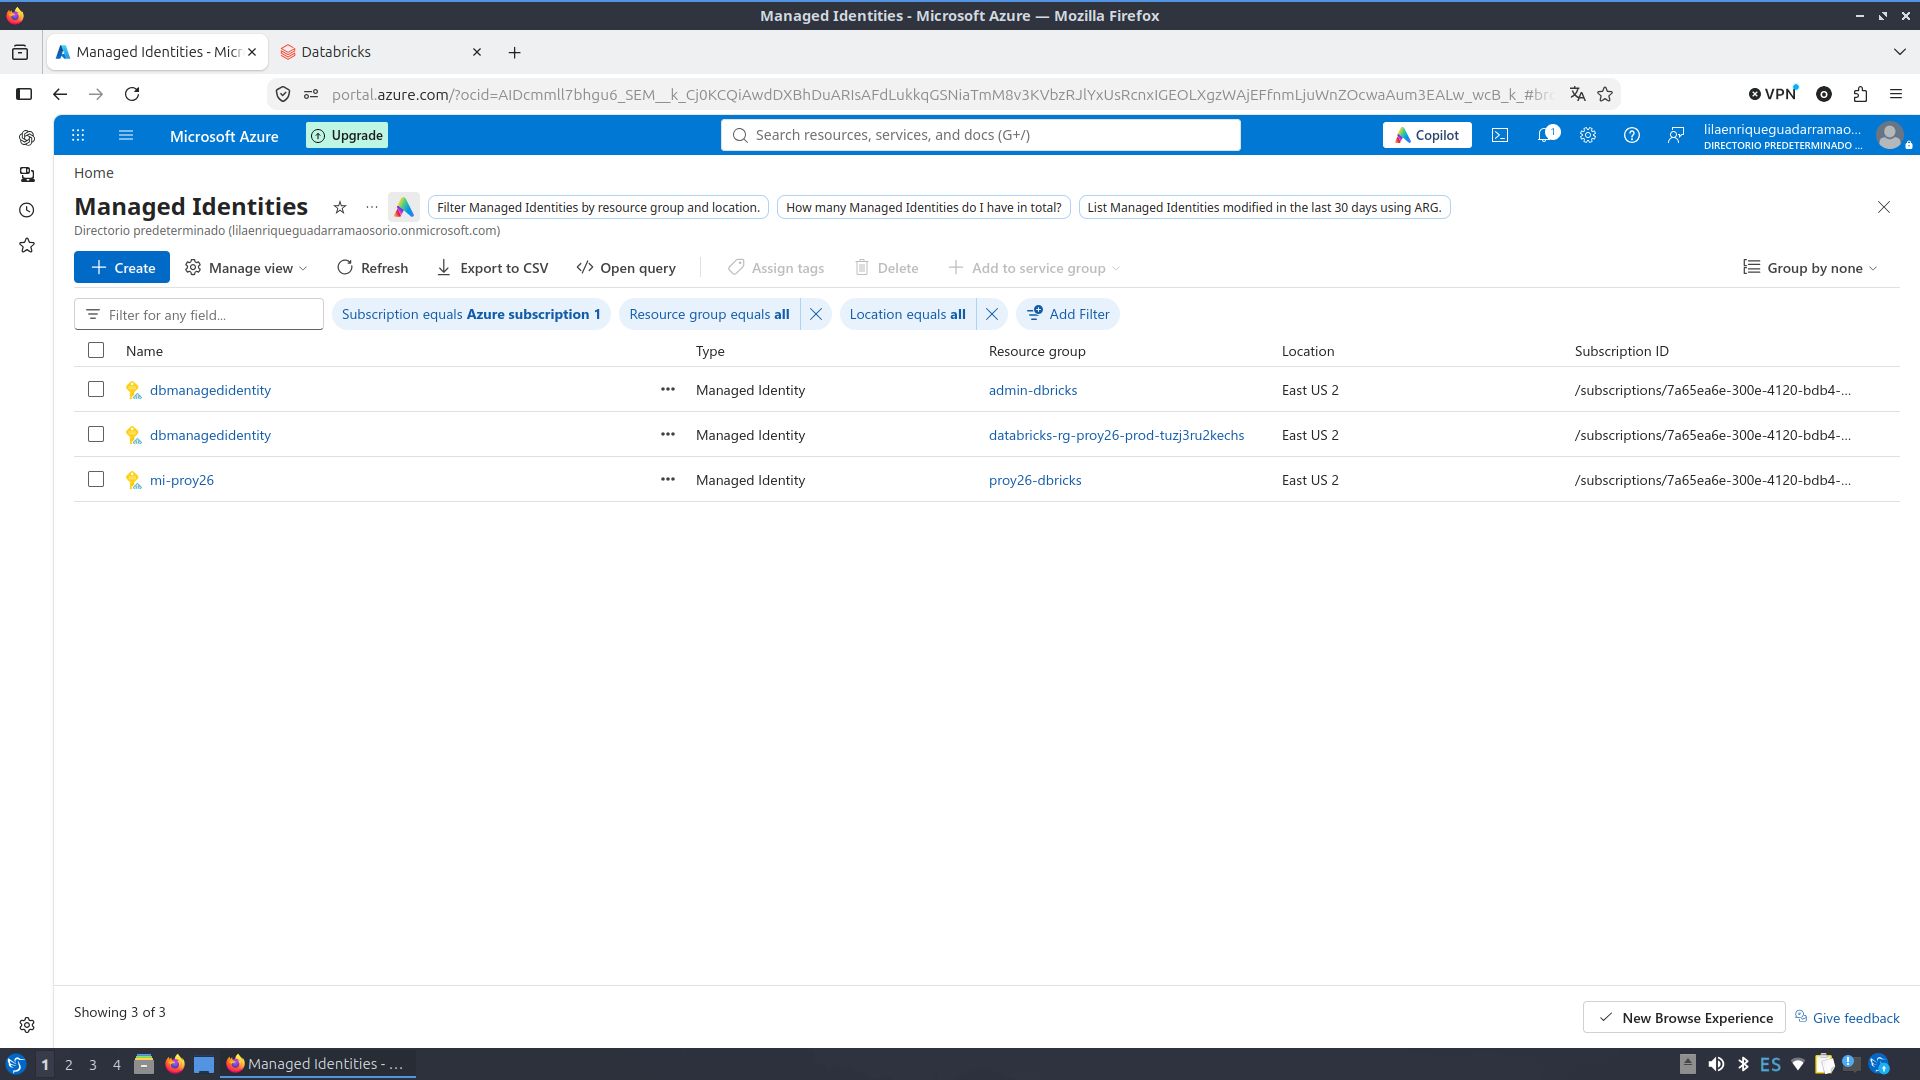 Managed Identities - Microsoft Azure — Mozilla Firefox
Managed Identities - Micr
Databricks
portal.azure.com/?ocid=AIDcmmll7bhgu6_SEM__k_Cj0KCQiAwdDXBhDuARIsAFdLukkqGSNiaTmM8v3KVbzRJlYxUsRcnxIGEOLXgzWAjEFfnmLjuWnZOcwaAum3EALw_wcB_k_#bro
VPN
Microsoft Azure
Upgrade
Search resources, services, and docs (G+/)
Copilot
1
lilaenriqueguadarramao...
DIRECTORIO PREDETERMINADO ...
Home
Managed Identities
Filter Managed Identities by resource group and location.
How many Managed Identities do I have in total?
List Managed Identities modified in the last 30 days using ARG.
Directorio predeterminado (lilaenriqueguadarramaosorio.onmicrosoft.com)
Create
Manage view
Refresh
Export to CSV
Open query
Assign tags
Delete
Add to service group
Group by none
Filter for any field...
Subscription equals Azure subscription 1
Resource group equals all
Location equals all
Add Filter
Name Type Resource group Location Subscription ID
dbmanagedidentity ••• Managed Identity admin-dbricks East US 2 /subscriptions/7a65ea6e-300e-4120-bdb4-...
dbmanagedidentity ••• Managed Identity databricks-rg-proy26-prod-tuzj3ru2kechs East US 2 /subscriptions/7a65ea6e-300e-4120-bdb4-...
mi-proy26 ••• Managed Identity proy26-dbricks East US 2 /subscriptions/7a65ea6e-300e-4120-bdb4-...
Showing 3 of 3
New Browse Experience
Give feedback
1 2 3 4
Managed Identities - ...
ES